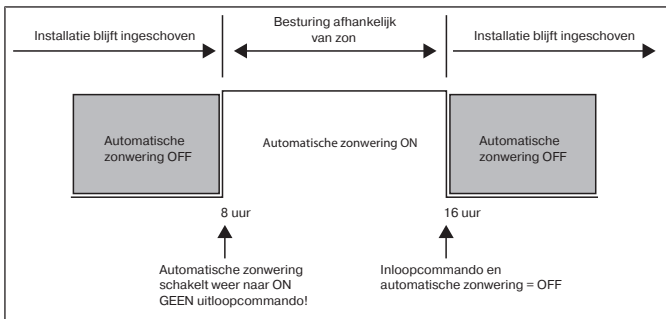 Installatie blijft ingeschoven
Besturing afhankelijk
van zon
Installatie blijft ingeschoven
Automatische
zonwering OFF
Automatische zonwering ON
Automatische
zonwering OFF
8 uur
16 uur
Automatische zonwering
schakelt weer naar ON
GEEN uitloopcommando!
Inloopcommando en
automatische zonwering = OFF